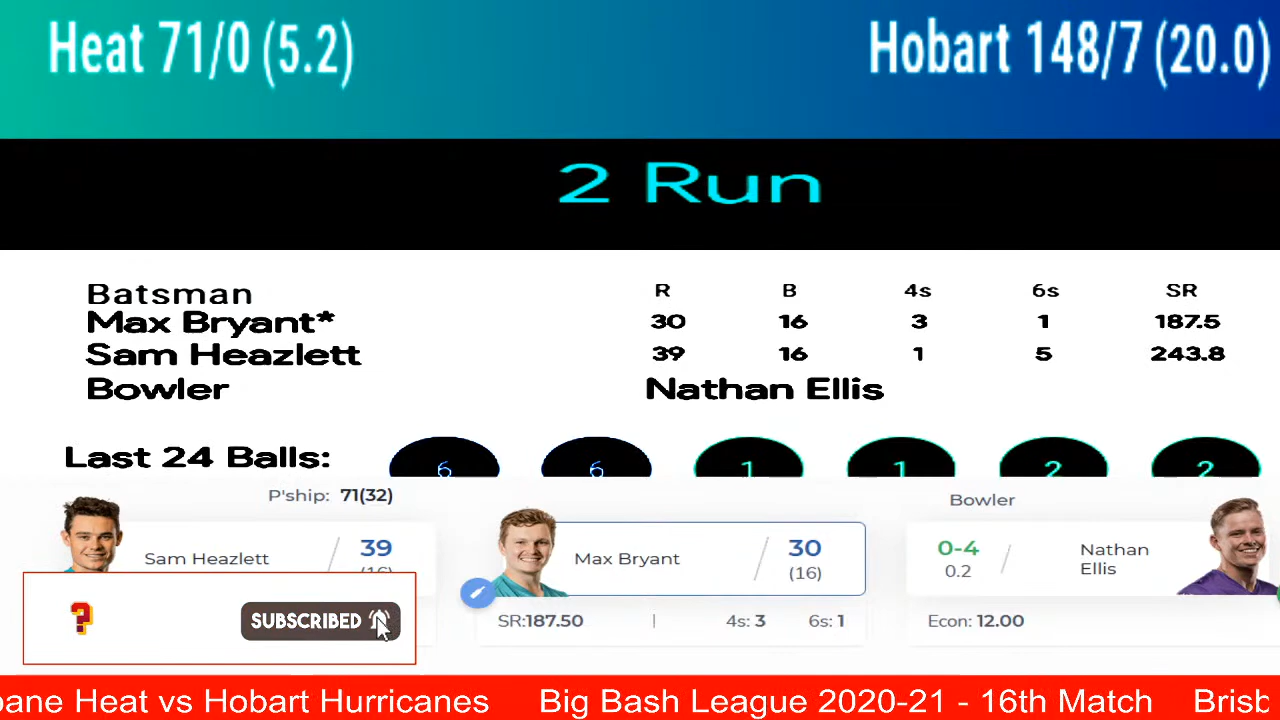 Heat 71/0 (5.2)
Hobart 148/7 (20.0)
2 Run
Batsman R B 4s 6s SR
Max Bryant* 30 16 3 1 187.5
Sam Heazlett 39 16 1 5 243.8
Bowler Nathan Ellis
Last 24 Balls: 6 6 1 1 2 2
P'ship: 71(32)
Bowler
Sam Heazlett 39
Max Bryant 30
(16)
0-4
0.2
Nathan
Ellis
? SUBSCRIBED
SR:187.50 | 4s: 3 6s: 1
Econ: 12.00
bane Heat vs Hobart Hurricanes Big Bash League 2020-21 - 16th Match Brisb